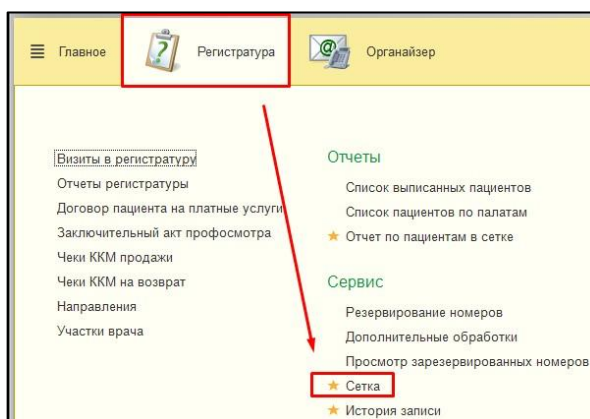 Главное
Регистратура
Органайзер
Визиты в регистратуру
Отчеты регистратуры
Договор пациента на платные услуги
Заключительный акт профосмотра
Чеки ККМ продажи
Чеки ККМ на возврат
Направления
Участки врача
Отчеты
Список выписанных пациентов
Список пациентов по палатам
Отчет по пациентам в сетке
Сервис
Резервирование номеров
Дополнительные обработки
Просмотр зарезервированных номеров
Сетка
История записи